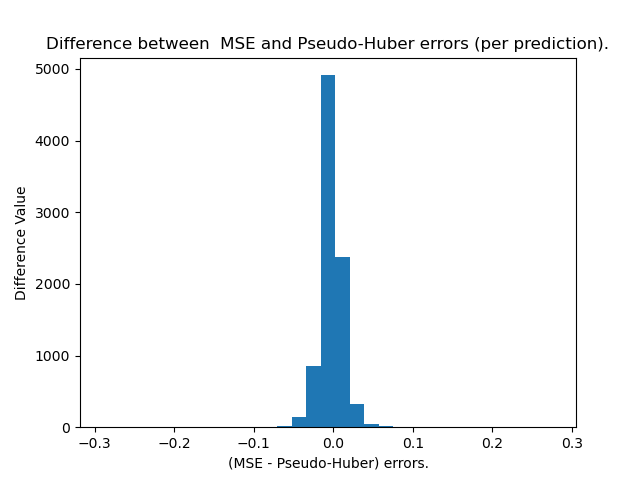 Difference between  MSE and Pseudo-Huber errors (per prediction).
5000
4000
3000
2000
1000
0
Difference Value
−0.3 −0.2 −0.1 0.0 0.1 0.2 0.3
(MSE - Pseudo-Huber) errors.